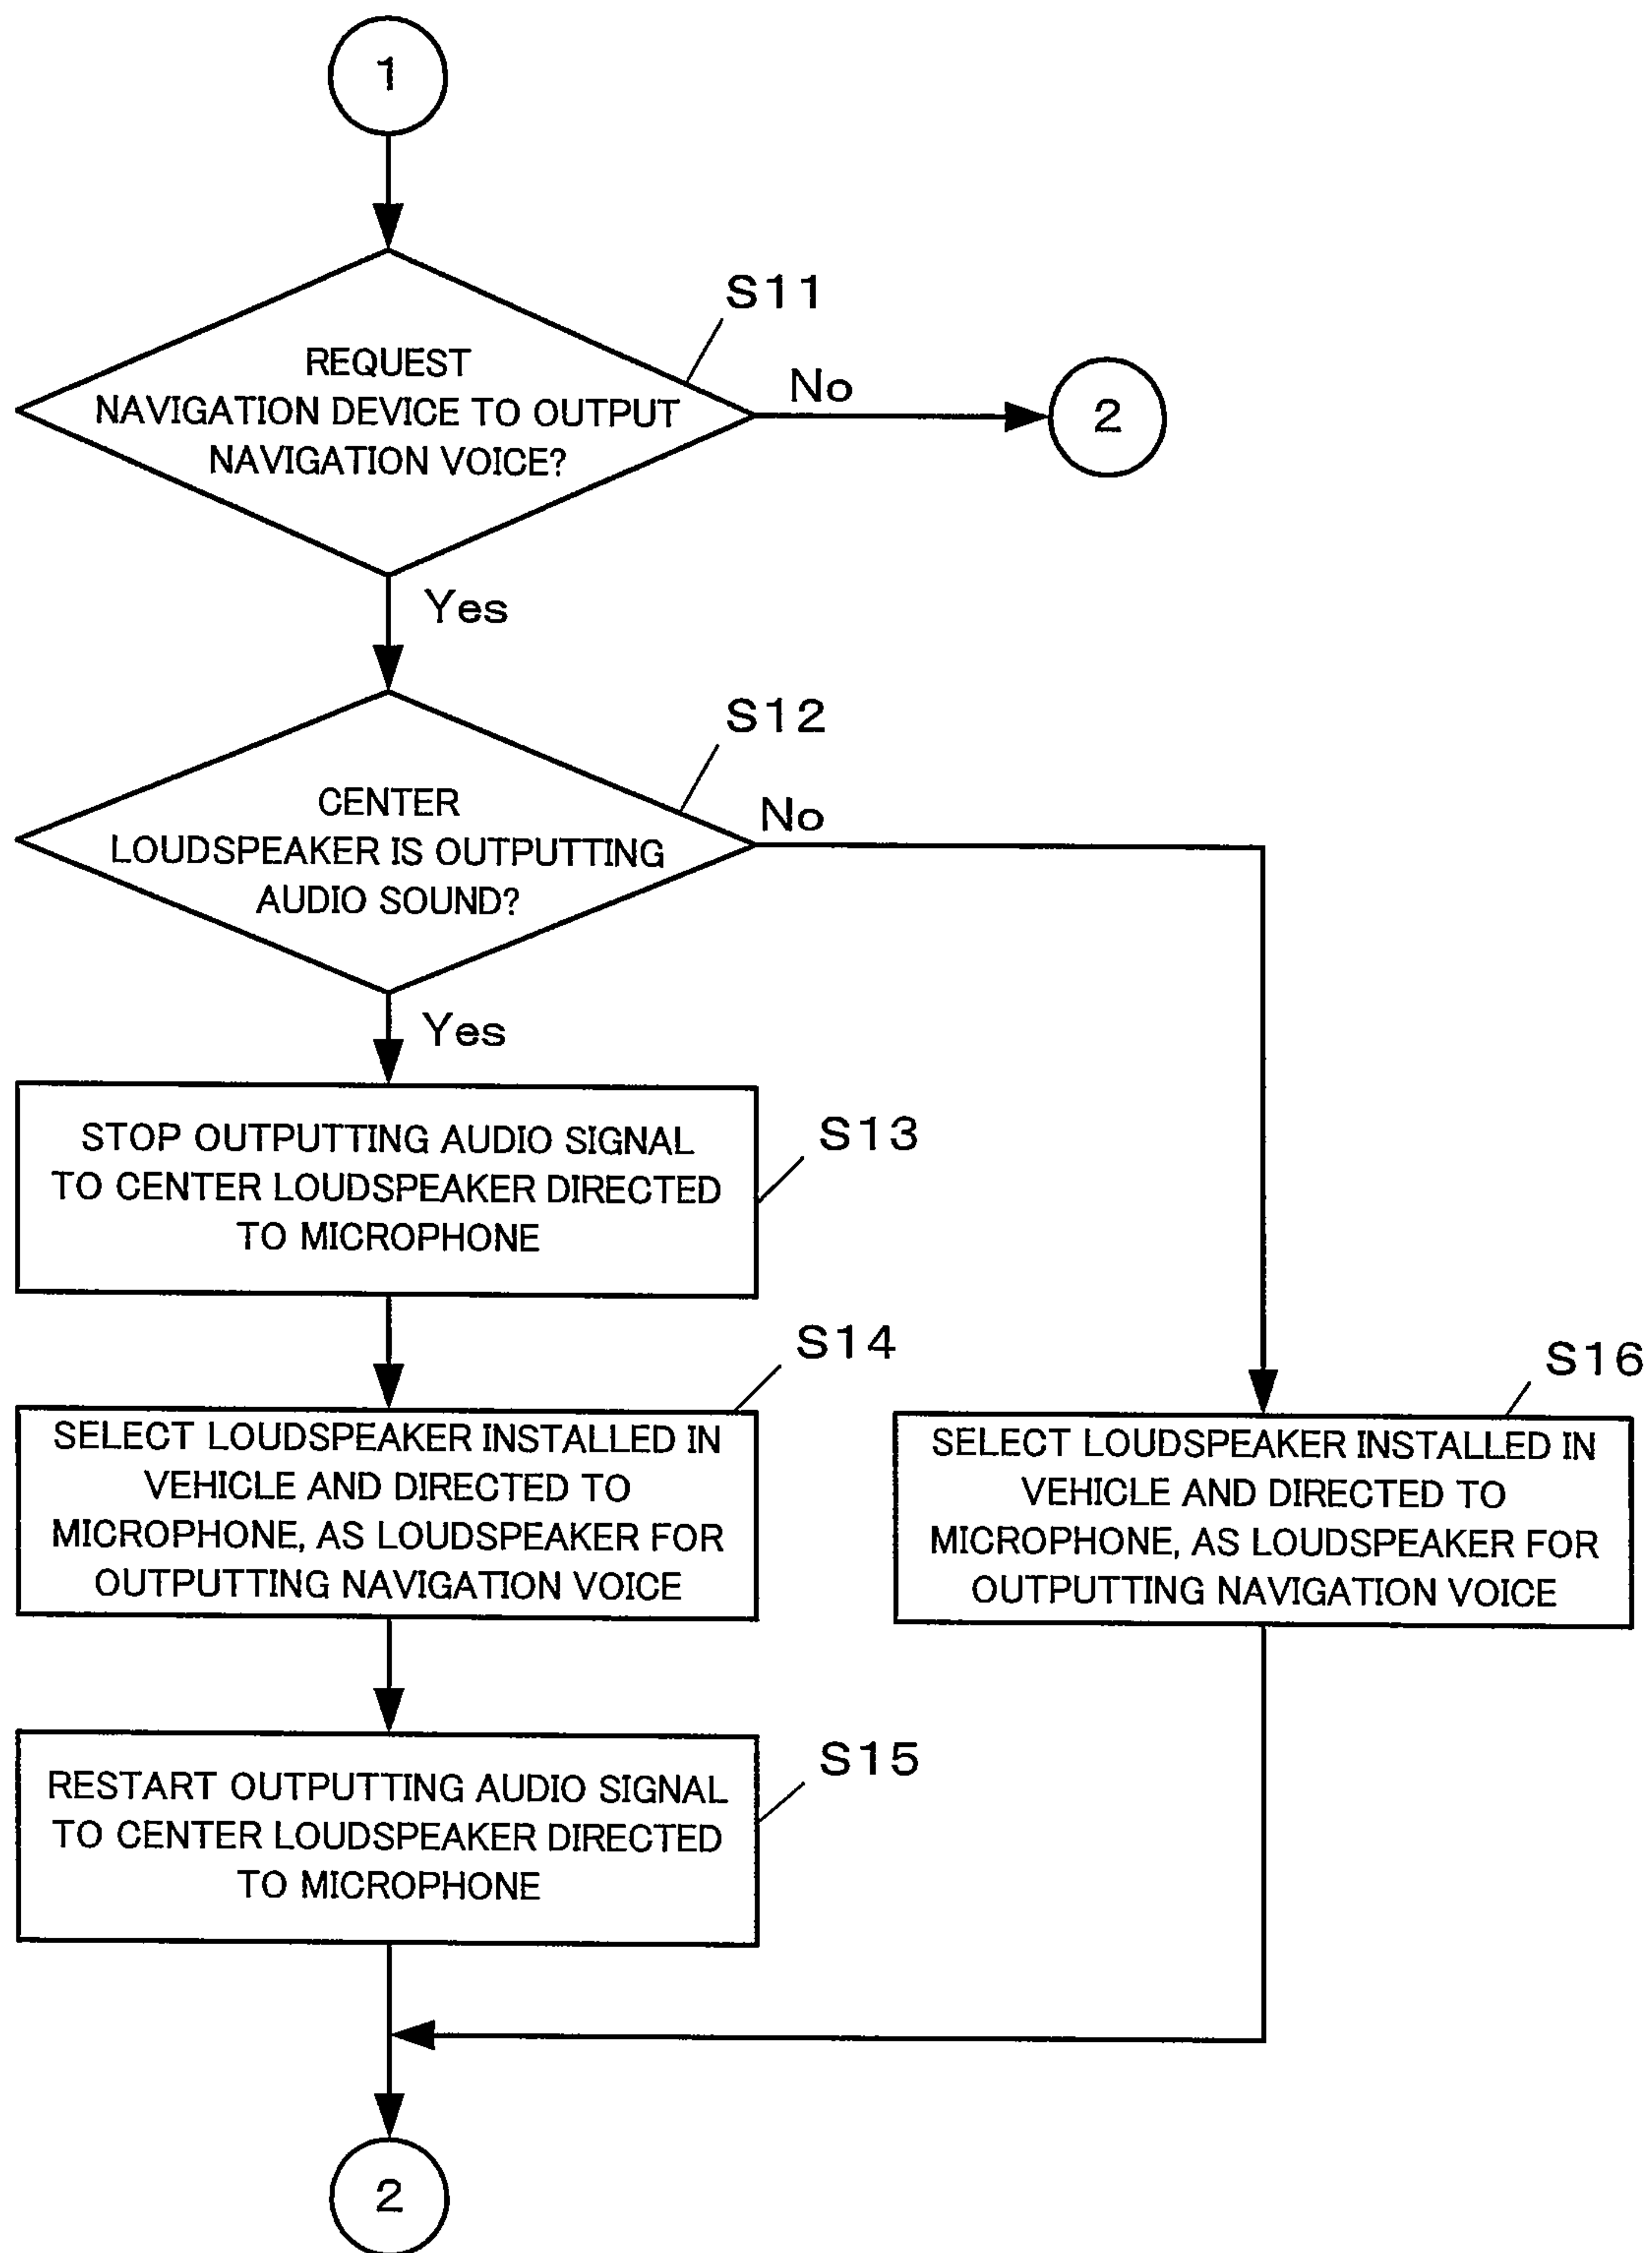 1
S11
REQUEST
NAVIGATION DEVICE TO OUTPUT
NAVIGATION VOICE?
No
2
Yes
S12
CENTER
LOUDSPEAKER IS OUTPUTTING
AUDIO SOUND?
No
Yes
S13
STOP OUTPUTTING AUDIO SIGNAL
TO CENTER LOUDSPEAKER DIRECTED
TO MICROPHONE
S14
SELECT LOUDSPEAKER INSTALLED IN
VEHICLE AND DIRECTED TO
MICROPHONE, AS LOUDSPEAKER FOR
OUTPUTTING NAVIGATION VOICE
S16
SELECT LOUDSPEAKER INSTALLED IN
VEHICLE AND DIRECTED TO
MICROPHONE, AS LOUDSPEAKER FOR
OUTPUTTING NAVIGATION VOICE
S15
RESTART OUTPUTTING AUDIO SIGNAL
TO CENTER LOUDSPEAKER DIRECTED
TO MICROPHONE
2